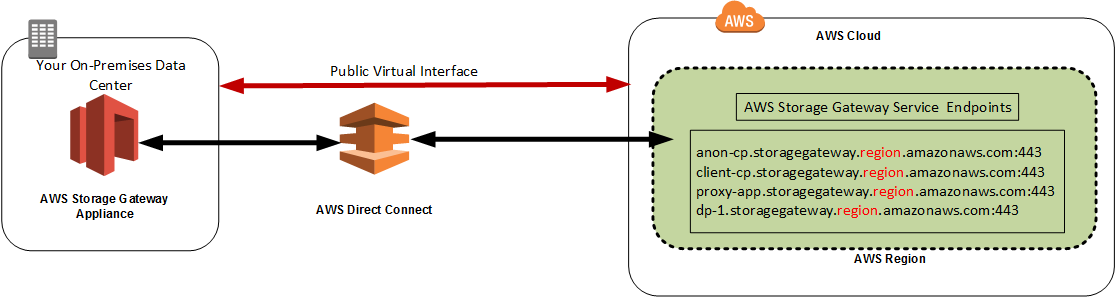 AWS
AWS Cloud
Your On-Premises Data
Center
Public Virtual Interface
AWS Storage Gateway Service Endpoints
anon-cp.storagegateway.region.amazonaws.com:443
client-cp.storagegateway.region.amazonaws.com:443
proxy-app.storagegateway.region.amazonaws.com:443
dp-1.storagegateway.region.amazonaws.com:443
AWS Storage Gateway
Appliance
AWS Direct Connect
AWS Region